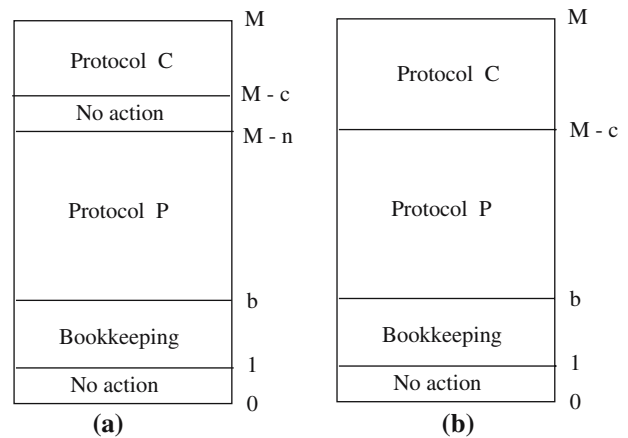 M
Protocol C
M - c
No action
M - n
Protocol P
b
Bookkeeping
1
No action
0
(a)
M
Protocol C
M - c
Protocol P
b
Bookkeeping
1
No action
0
(b)